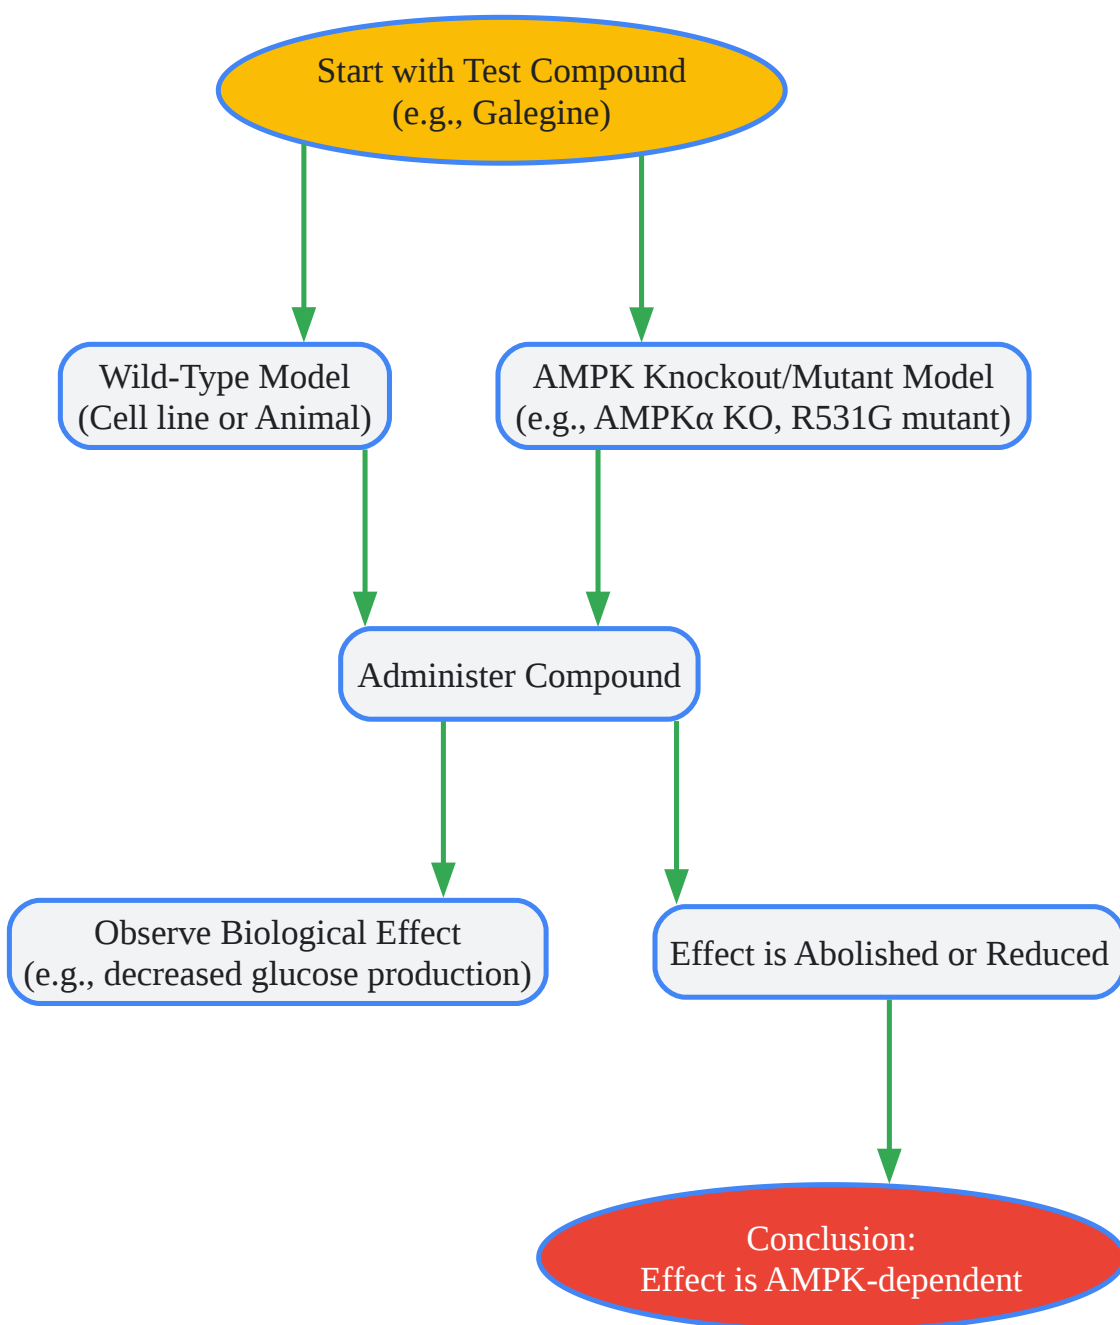 Start with Test Compound
(e.g., Galegine)
Wild-Type Model
(Cell line or Animal)
AMPK Knockout/Mutant Model
(e.g., AMPKα KO, R531G mutant)
Administer Compound
Observe Biological Effect
(e.g., decreased glucose production)
Effect is Abolished or Reduced
Conclusion:
Effect is AMPK-dependent